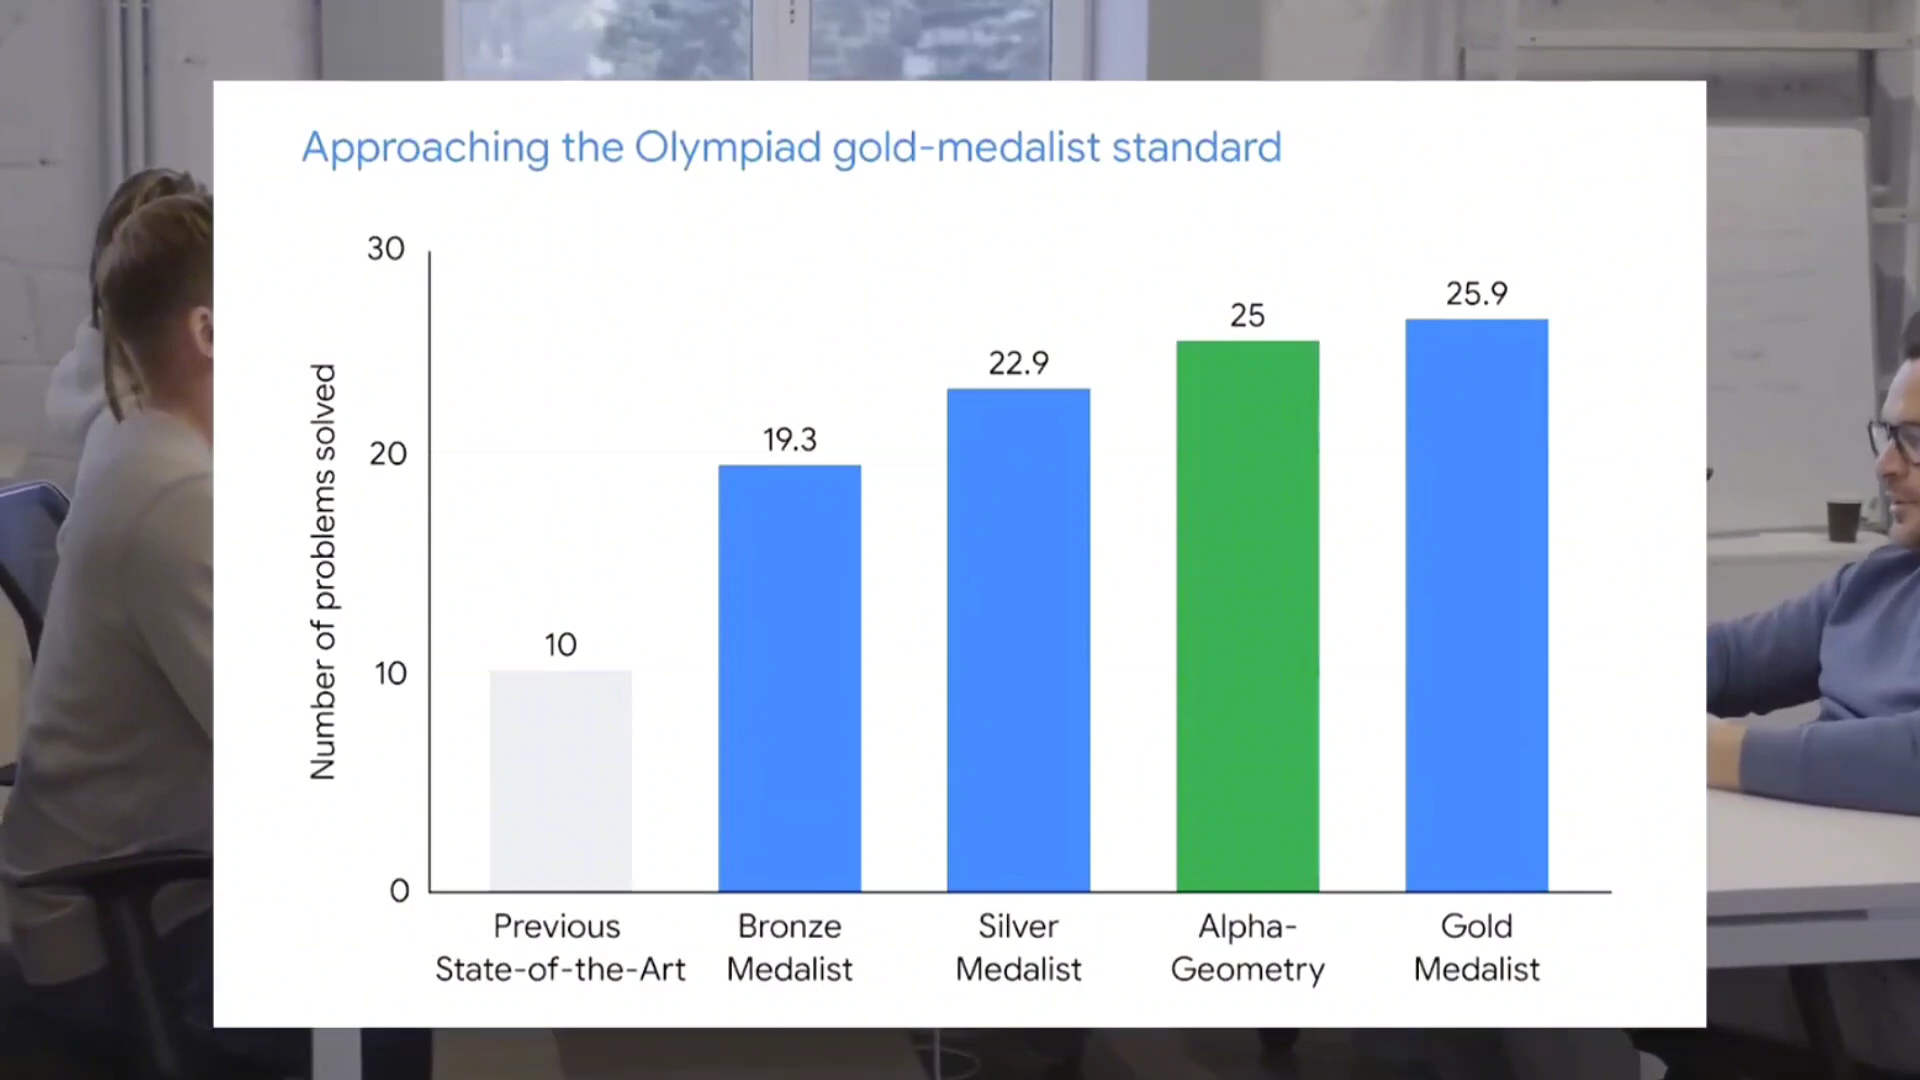 Approaching the Olympiad gold-medalist standard
Number of problems solved
30
20
10
0
10
19.3
22.9
25
25.9
Previous
State-of-the-Art
Bronze
Medalist
Silver
Medalist
Alpha-
Geometry
Gold
Medalist